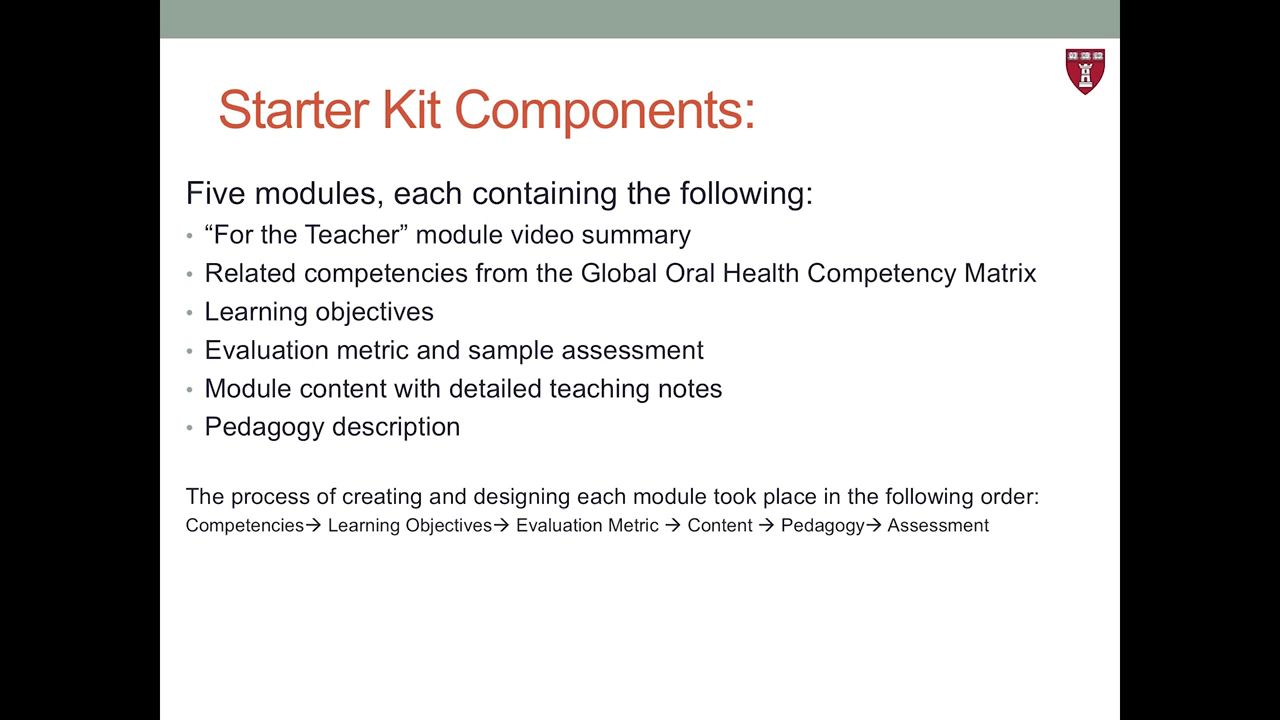 Starter Kit Components:
Five modules, each containing the following:
• “For the Teacher” module video summary
• Related competencies from the Global Oral Health Competency Matrix
• Learning objectives
• Evaluation metric and sample assessment
• Module content with detailed teaching notes
• Pedagogy description
The process of creating and designing each module took place in the following order:
Competencies→ Learning Objectives→ Evaluation Metric → Content → Pedagogy→ Assessment